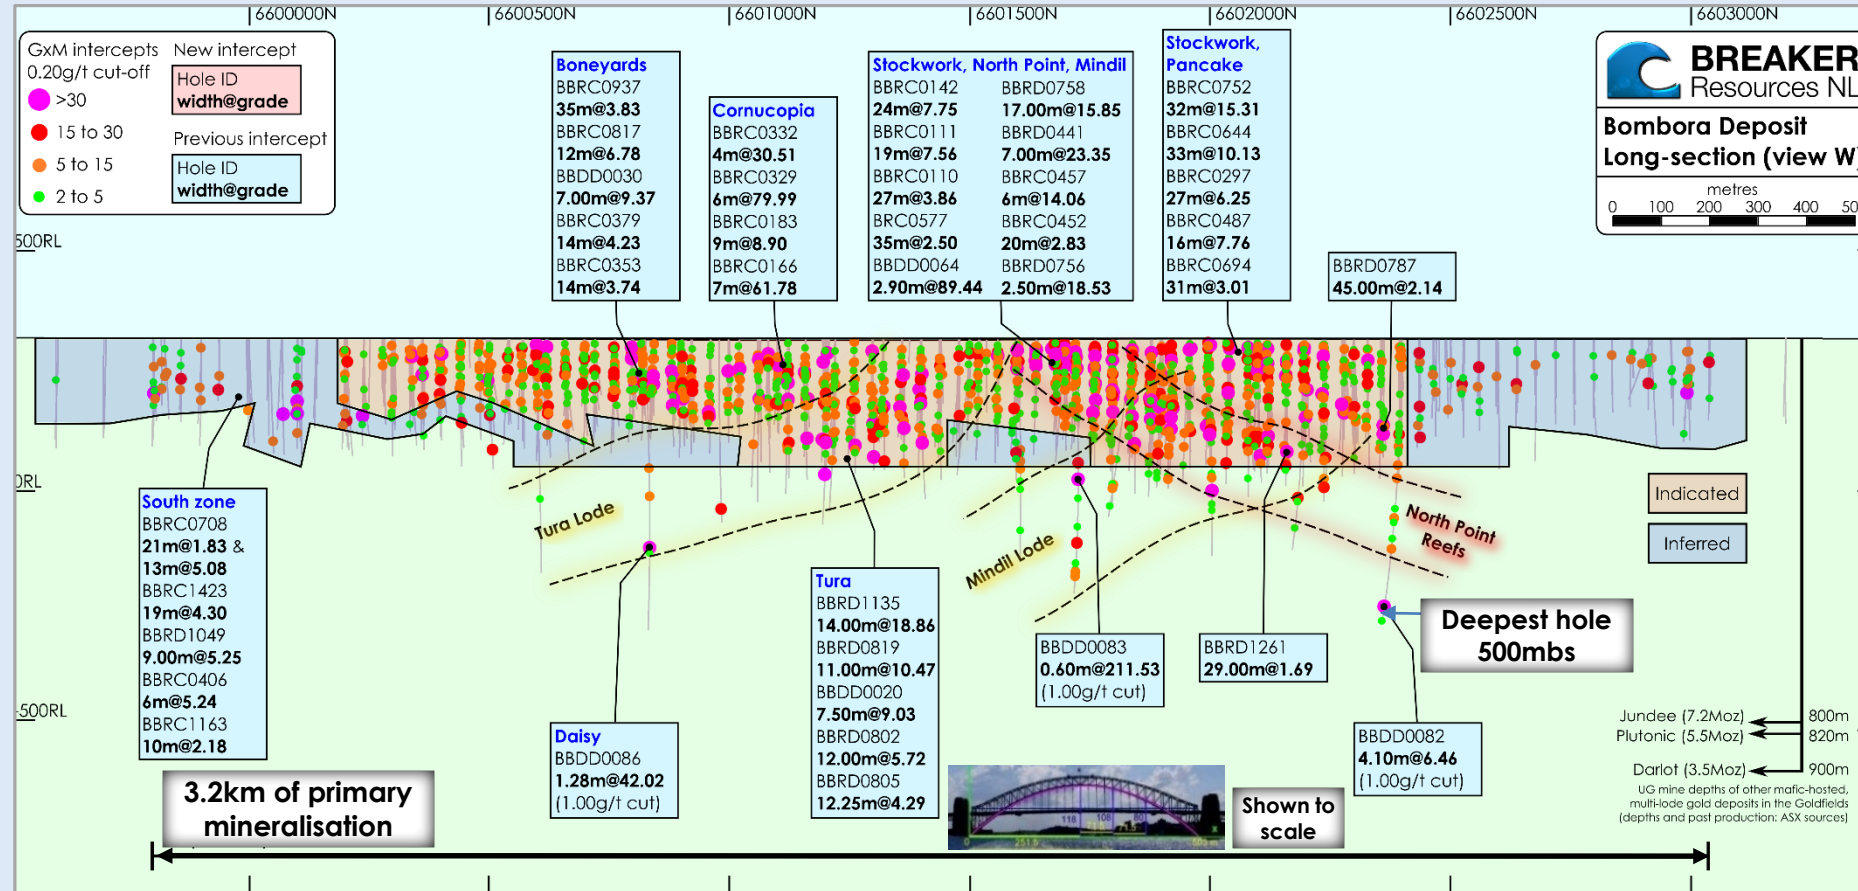 6600000N
6600500N
6601000N
6601500N
6602000N
6602500N
6603000N
GxM intercepts
0.20g/t cut-off
>30
15 to 30
5 to 15
2 to 5
New intercept
Hole ID
width@grade
Previous intercept
Hole ID
width@grade
Boneyards
BBRC0937
35m@3.83
BBRC0817
12m@6.78
BBDD0030
7.00m@9.37
BBRC0379
14m@4.23
BBRC0353
14m@3.74
Cornucopia
BBRC0332
4m@30.51
BBRC0329
6m@79.99
BBRC0183
9m@8.90
BBRC0166
7m@61.78
Stockwork, North Point, Mindil
BBRC0142 BBRD0758
24m@7.75 17.00m@15.85
BBRC0111 BBRD0441
19m@7.56 7.00m@23.35
BBRC0110 BBRC0457
27m@3.86 6m@14.06
BRC0577 BBRC0452
35m@2.50 20m@2.83
BBDD0064 BBRD0756
2.90m@89.44 2.50m@18.53
Stockwork,
Pancake
BBRC0752
32m@15.31
BBRC0644
33m@10.13
BBRC0297
27m@6.25
BBRC0487
16m@7.76
BBRC0694
31m@3.01
BBRD0787
45.00m@2.14
BREAKER
Resources NL
Bombora Deposit
Long-section (view W)
metres
0 100 200 300 400 50
500RL
0RL
-500RL
Tura Lode
Mindil Lode
North Point
Reefs
Indicated
Inferred
South zone
BBRC0708
21m@1.83 &
13m@5.08
BBRC1423
19m@4.30
BBRD1049
9.00m@5.25
BBRC0406
6m@5.24
BBRC1163
10m@2.18
Daisy
BBDD0086
1.28m@42.02
(1.00g/t cut)
Tura
BBRD1135
14.00m@18.86
BBRD0819
11.00m@10.47
BBDD0020
7.50m@9.03
BBRD0802
12.00m@5.72
BBRD0805
12.25m@4.29
BBDD0083
0.60m@211.53
(1.00g/t cut)
BBRD1261
29.00m@1.69
Deepest hole
500mbs
BBDD0082
4.10m@6.46
(1.00g/t cut)
Jundee (7.2Moz) 800m
Plutonic (5.5Moz) 820m
Darlot (3.5Moz) 900m
UG mine depths of other mafic-hosted,
multi-lode gold deposits in the Goldfields
(depths and past production: ASX sources)
3.2km of primary
mineralisation
118
Shown to
scale